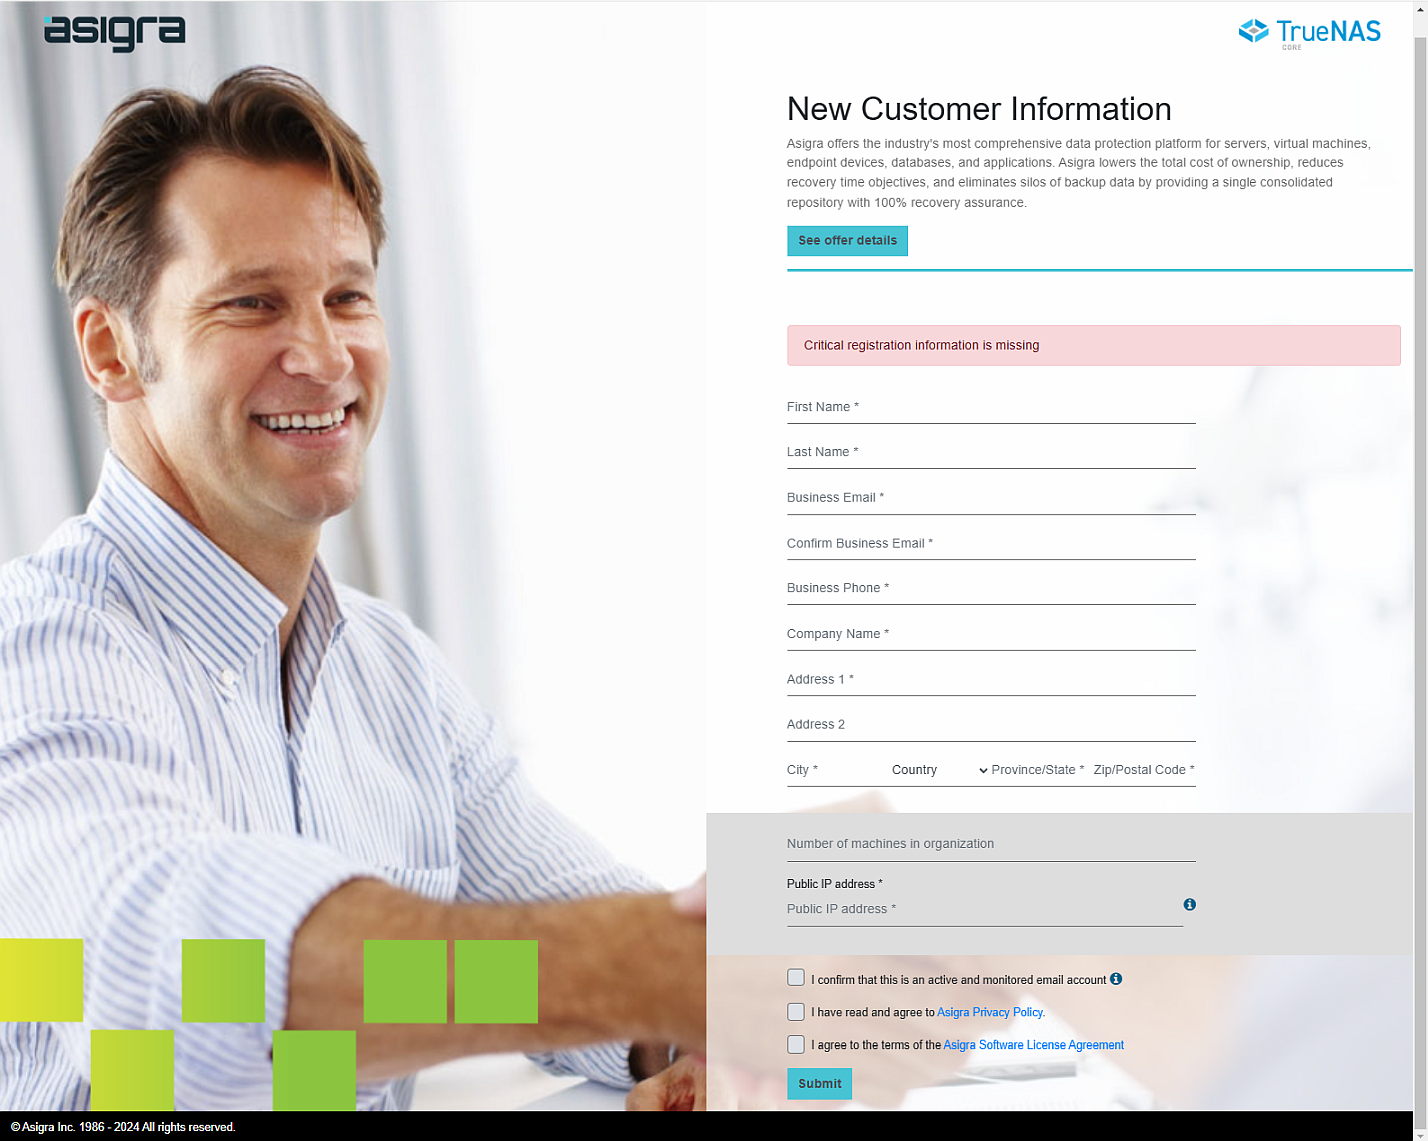 asigra
TrueNAS
CORE
New Customer Information
Asigra offers the industry's most comprehensive data protection platform for servers, virtual machines,
endpoint devices, databases, and applications. Asigra lowers the total cost of ownership, reduces
recovery time objectives, and eliminates silos of backup data by providing a single consolidated
repository with 100% recovery assurance.
See offer details
Critical registration information is missing
First Name *
Last Name *
Business Email *
Confirm Business Email *
Business Phone *
Company Name *
Address 1 *
Address 2
City * Country Province/State * Zip/Postal Code *
Number of machines in organization
Public IP address *
Public IP address *
I confirm that this is an active and monitored email account
I have read and agree to Asigra Privacy Policy.
I agree to the terms of the Asigra Software License Agreement
Submit
© Asigra Inc. 1986 - 2024 All rights reserved.